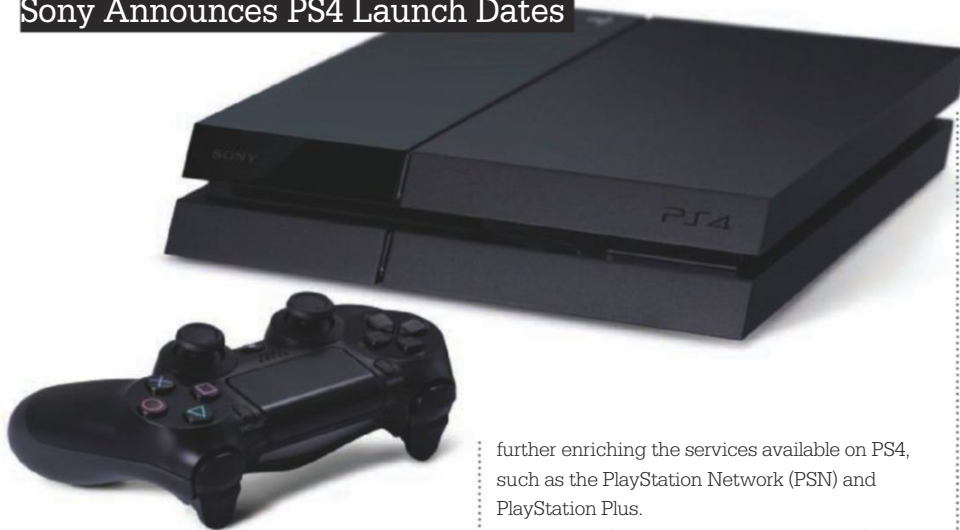 Sony Announces PS4 Launch Dates
SONY
PS4
further enriching the services available on PS4,
such as the PlayStation Network (PSN) and
PlayStation Plus.